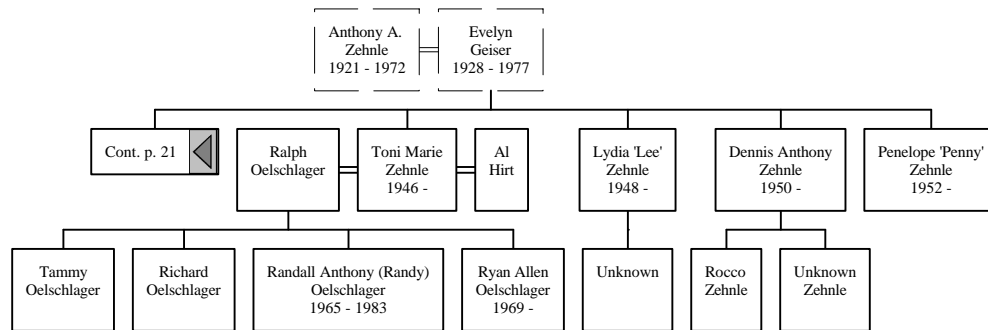 Anthony A.
Zehnle
1921 - 1972
Evelyn
Geiser
1928 - 1977
Cont. p. 21
Ralph
Oelschlager
Toni Marie
Zehnle
1946 -
Al
Hirt
Lydia 'Lee'
Zehnle
1948 -
Dennis Anthony
Zehnle
1950 -
Penelope 'Penny'
Zehnle
1952 -
Tammy
Oelschlager
Richard
Oelschlager
Randall Anthony (Randy)
Oelschlager
1965 - 1983
Ryan Allen
Oelschlager
1969 -
Unknown
Rocco
Zehnle
Unknown
Zehnle